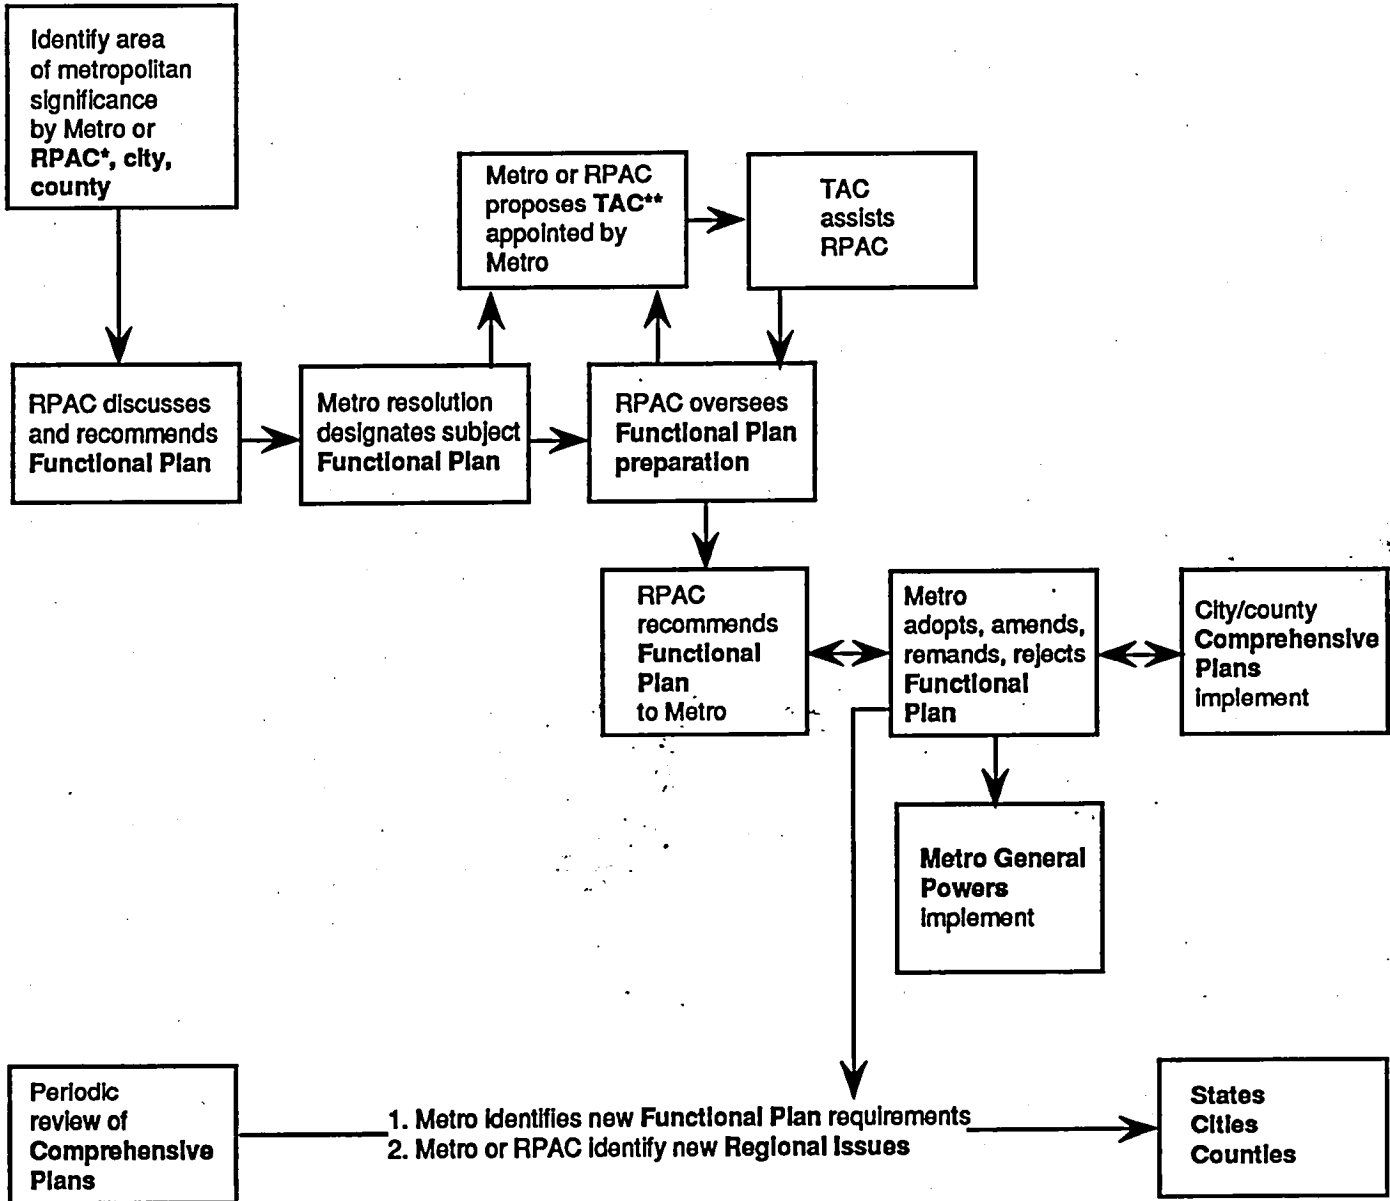 Identify area
of metropolitan
significance
by Metro or
RPAC*, city,
county
Metro or RPAC
proposes TAC**
appointed by
Metro
TAC
assists
RPAC
RPAC discusses
and recommends
Functional Plan
Metro resolution
designates subject
Functional Plan
RPAC oversees
Functional Plan
preparation
RPAC
recommends
Functional
Plan
to Metro
Metro
adopts, amends,
remands, rejects
Functional
Plan
City/county
Comprehensive
Plans
implement
Metro General
Powers
implement
Periodic
review of
Comprehensive
Plans
1. Metro identifies new Functional Plan requirements
2. Metro or RPAC identify new Regional Issues
States
Cities
Counties